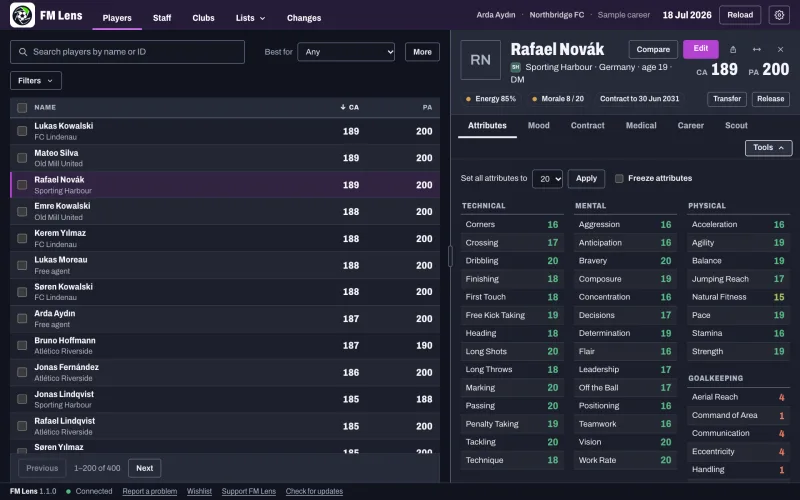 FM Lens
Players
Staff
Clubs
Lists
Changes
Arda Aydın · Northbridge FC · Sample career
18 Jul 2026
Reload
Search players by name or ID
Best for
Any
More
Filters
NAME
↓ CA
PA
Lukas Kowalski
FC Lindenau
189
200
Mateo Silva
Old Mill United
189
200
Rafael Novák
Sporting Harbour
189
200
Emre Kowalski
Old Mill United
188
200
Kerem Yılmaz
FC Lindenau
188
200
Lukas Moreau
Free agent
188
200
Søren Kowalski
FC Lindenau
188
200
Arda Aydın
Free agent
187
200
Bruno Hoffmann
Atlético Riverside
187
190
Jonas Fernández
Atlético Riverside
186
200
Jonas Lindqvist
Sporting Harbour
185
188
Rafael Lindqvist
Atlético Riverside
185
200
Søren Yılmaz
185
200
Previous
1–200 of 400
Next
RN
Rafael Novák
SH Sporting Harbour · Germany · age 19 ·
DM
Compare
Edit
CA 189
PA 200
Energy 85%
Morale 8 / 20
Contract to 30 Jun 2031
Transfer
Release
Attributes
Mood
Contract
Medical
Career
Scout
Tools
Set all attributes to
20
Apply
Freeze attributes
TECHNICAL
Corners 16
Crossing 17
Dribbling 20
Finishing 18
First Touch 18
Free Kick Taking 19
Heading 18
Long Shots 20
Long Throws 18
Marking 20
Passing 20
Penalty Taking 19
Tackling 20
Technique 18
MENTAL
Aggression 16
Anticipation 16
Bravery 20
Composure 19
Concentration 16
Decisions 17
Determination 19
Flair 16
Leadership 17
Off the Ball 17
Positioning 16
Teamwork 16
Vision 20
Work Rate 20
PHYSICAL
Acceleration 16
Agility 19
Balance 19
Jumping Reach 17
Natural Fitness 15
Pace 19
Stamina 16
Strength 19
GOALKEEPING
Aerial Reach 4
Command of Area 1
Communication 4
Eccentricity 4
Handling 1
FM Lens 1.1.0
Connected
Report a problem
Wishlist
Support FM Lens
Check for updates